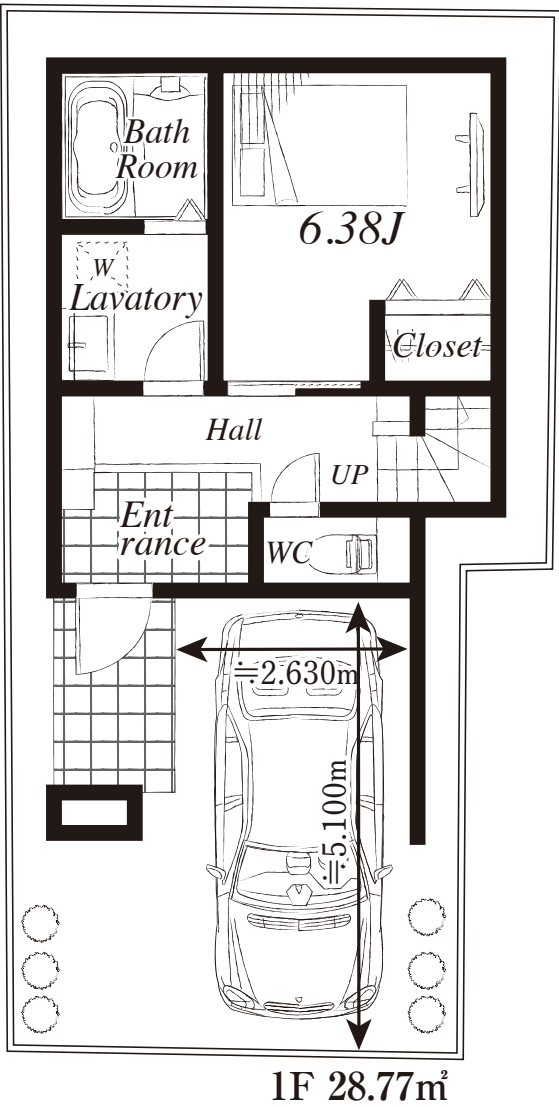 Bath
Room
6.38J
W
Lavatory
Closet
Hall
UP
Ent
rance
WC
≒2.630m
≒5.100m
1F 28.77㎡